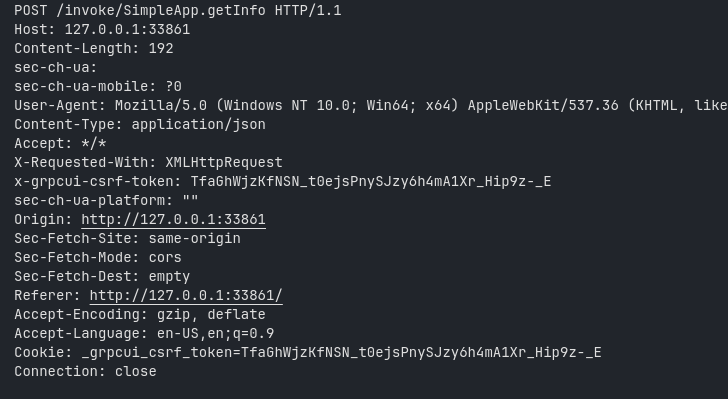 POST /invoke/SimpleApp.getInfo HTTP/1.1
Host: 127.0.0.1:33861
Content-Length: 192
sec-ch-ua:
sec-ch-ua-mobile: ?0
User-Agent: Mozilla/5.0 (Windows NT 10.0; Win64; x64) AppleWebKit/537.36 (KHTML, like
Content-Type: application/json
Accept: */*
X-Requested-With: XMLHttpRequest
x-grpcui-csrf-token: TfaGhWjzKfNSN_t0ejsPnySJzy6h4mA1Xr_Hip9z-_E
sec-ch-ua-platform: ""
Origin: http://127.0.0.1:33861
Sec-Fetch-Site: same-origin
Sec-Fetch-Mode: cors
Sec-Fetch-Dest: empty
Referer: http://127.0.0.1:33861/
Accept-Encoding: gzip, deflate
Accept-Language: en-US,en;q=0.9
Cookie: _grpcui_csrf_token=TfaGhWjzKfNSN_t0ejsPnySJzy6h4mA1Xr_Hip9z-_E
Connection: close